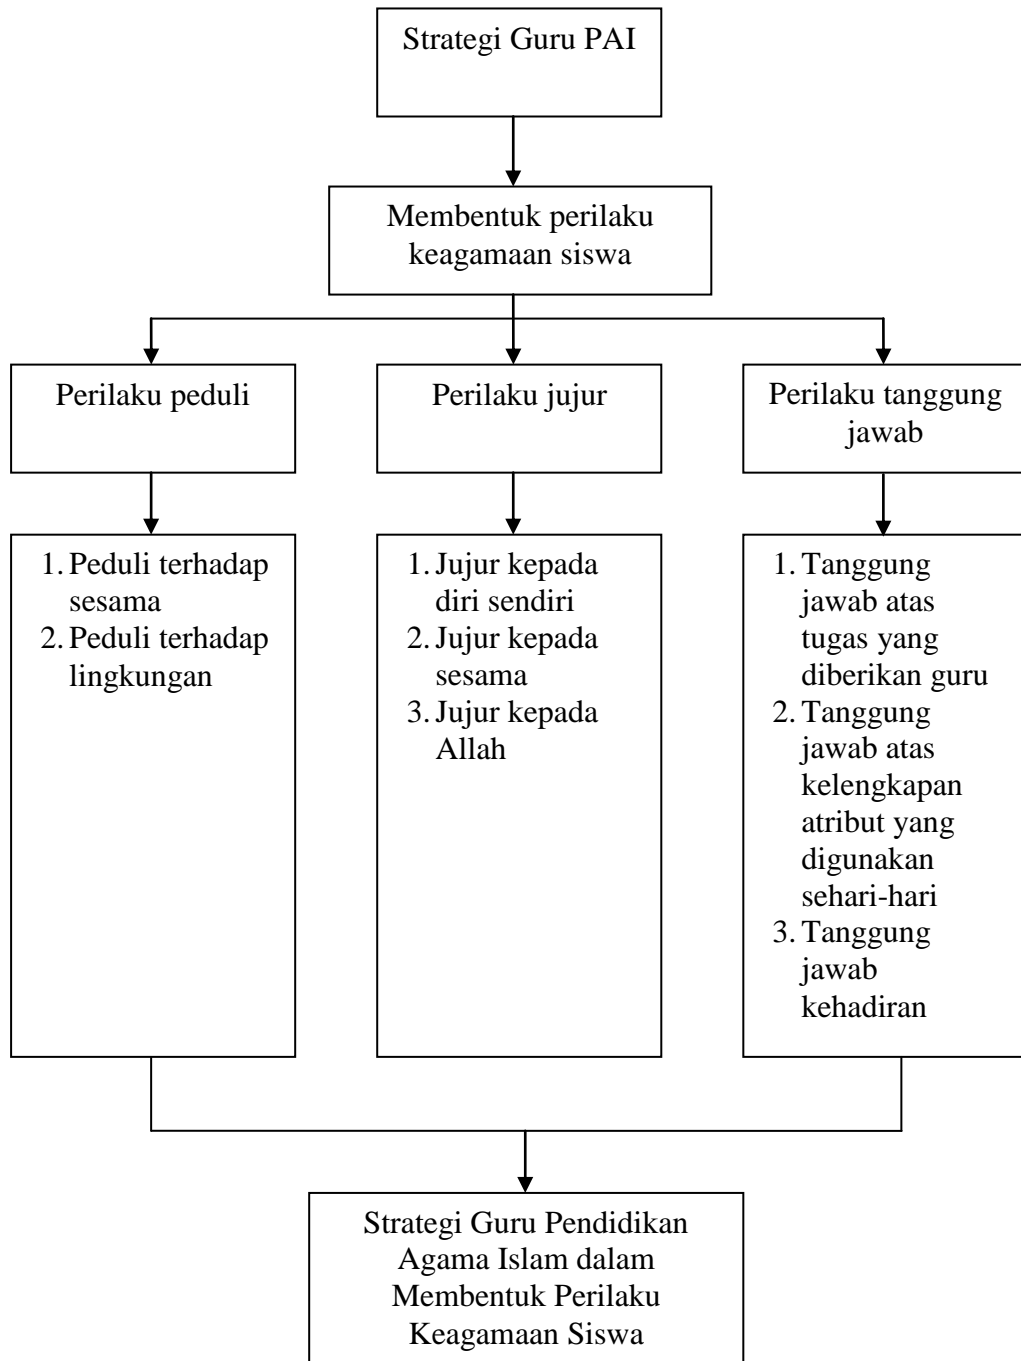 Strategi Guru PAI
Membentuk perilaku
keagamaan siswa
Perilaku peduli
Perilaku jujur
Perilaku tanggung
jawab
1. Peduli terhadap
sesama
2. Peduli terhadap
lingkungan
1. Jujur kepada
diri sendiri
2. Jujur kepada
sesama
3. Jujur kepada
Allah
1. Tanggung
jawab atas
tugas yang
diberikan guru
2. Tanggung
jawab atas
kelengkapan
atribut yang
digunakan
sehari-hari
3. Tanggung
jawab
kehadiran
Strategi Guru Pendidikan
Agama Islam dalam
Membentuk Perilaku
Keagamaan Siswa